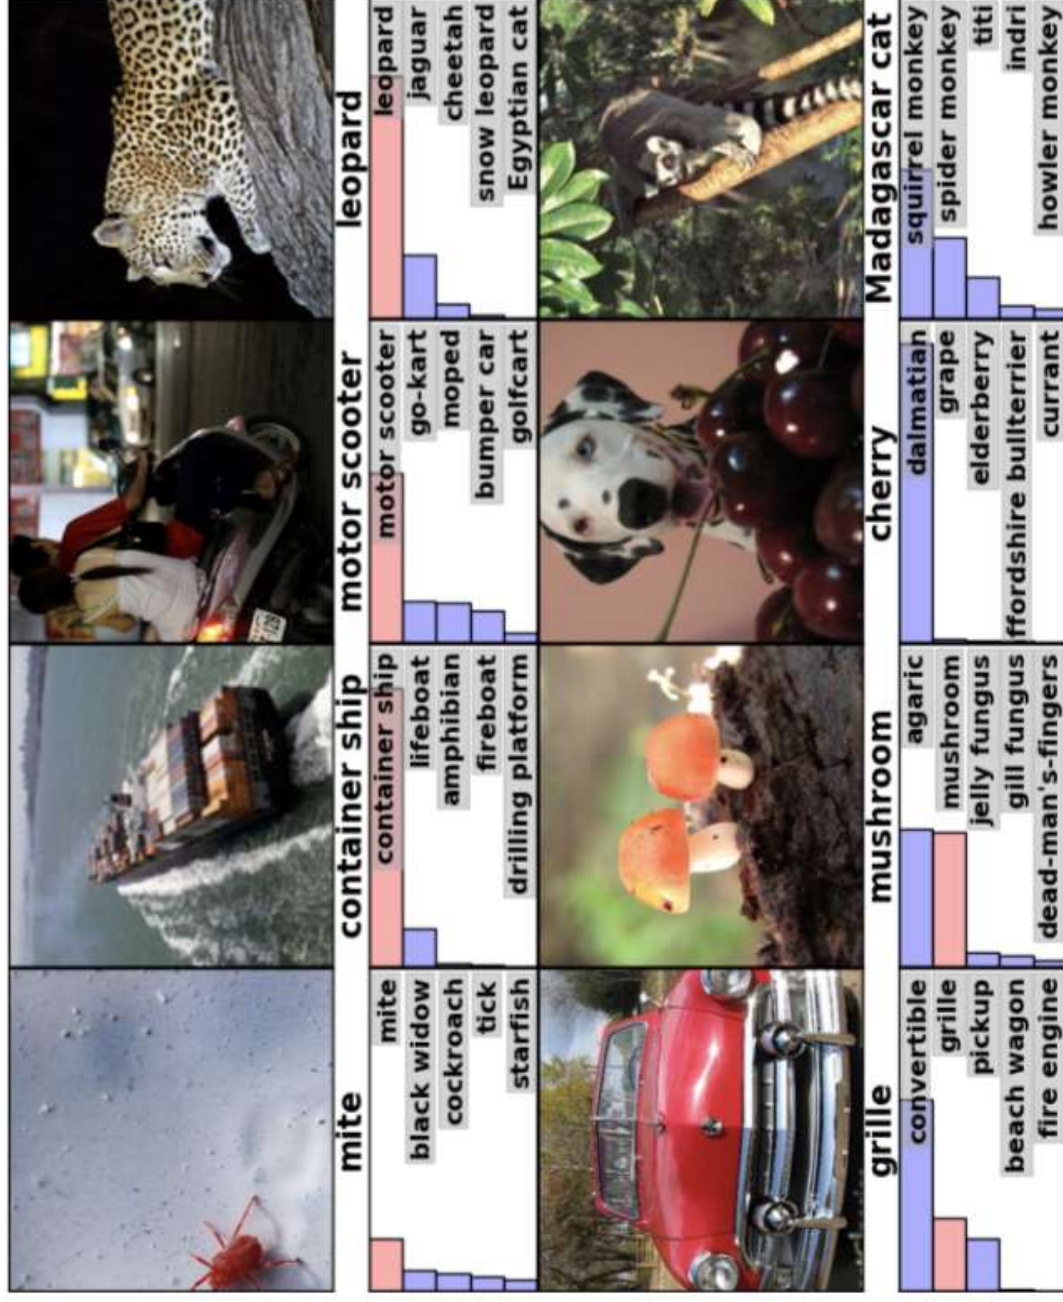 mite
mite
black widow
cockroach
tick
starfish
container ship
container ship
lifeboat
amphibian
fireboat
drilling platform
motor scooter
motor scooter
go-kart
moped
bumper car
golfcart
leopard
leopard
jaguar
cheetah
snow leopard
Egyptian cat
grille
convertible
grille
pickup
beach wagon
fire engine
mushroom
agaric
mushroom
jelly fungus
gill fungus
dead-man's-fingers
cherry
dalmatian
grape
elderberry
ffordshire bullterrier
currant
Madagascar cat
squirrel monkey
spider monkey
titi
indri
howler monkey